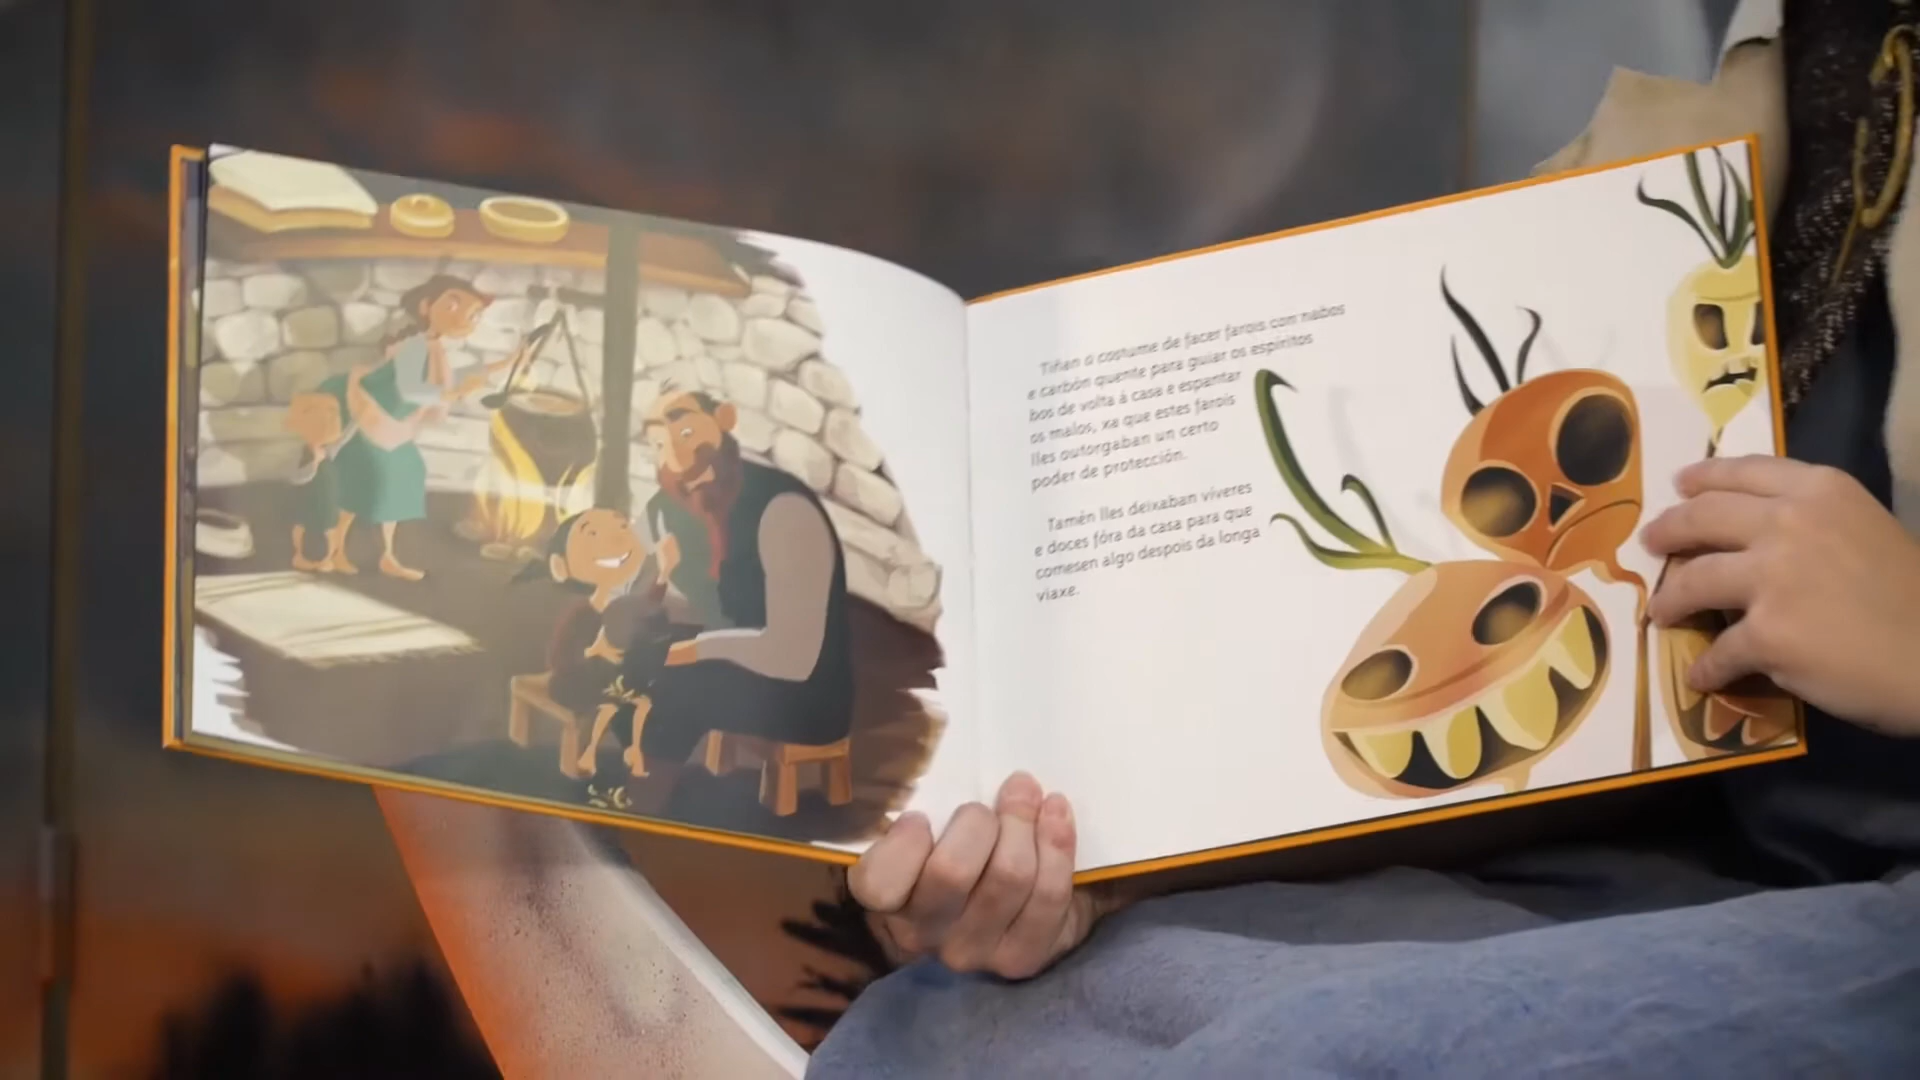 Tiñan o costume de facer farois con nabos
e carbón quente para guiar os espíritos
bos de volta á casa e espantar
os malos, xa que estes farois
lles outorgaban un certo
poder de protección.
Tamén lles deixaban víveres
e doces fóra da casa para que
comesen algo despois da longa
viaxe.